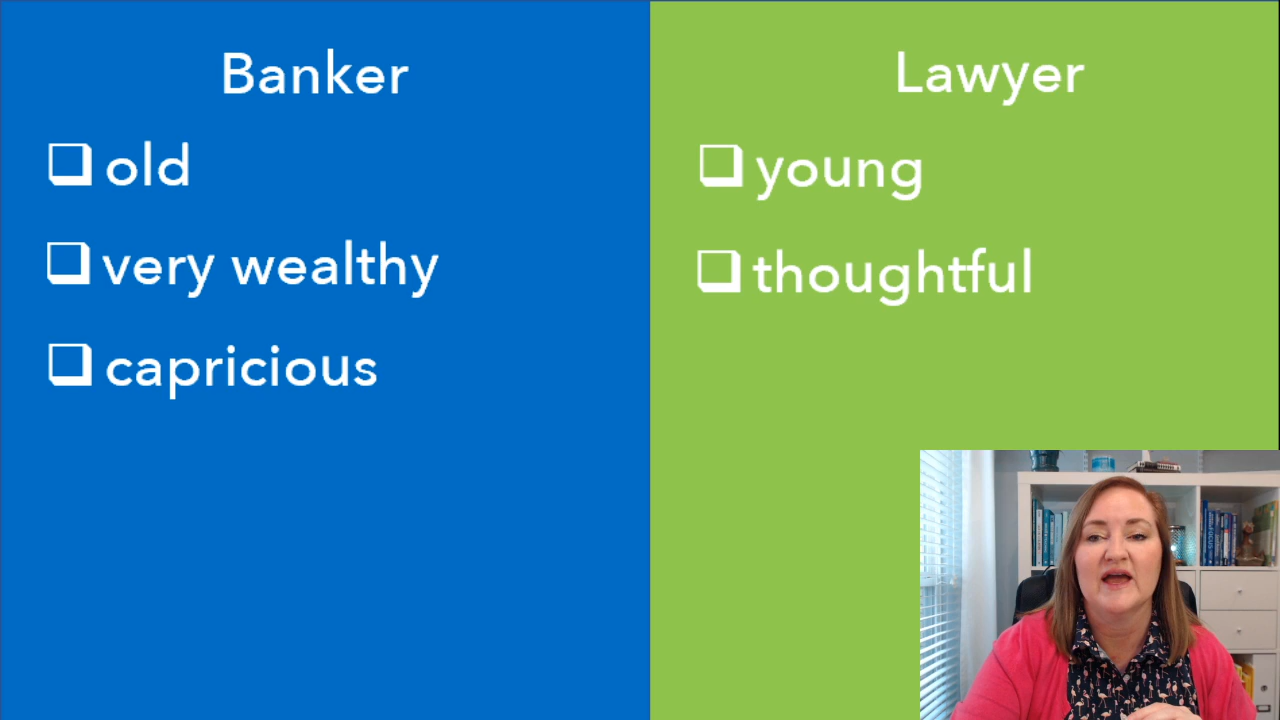 Banker
❑ old
❑ very wealthy
❑ capricious
Lawyer
❑ young
❑ thoughtful